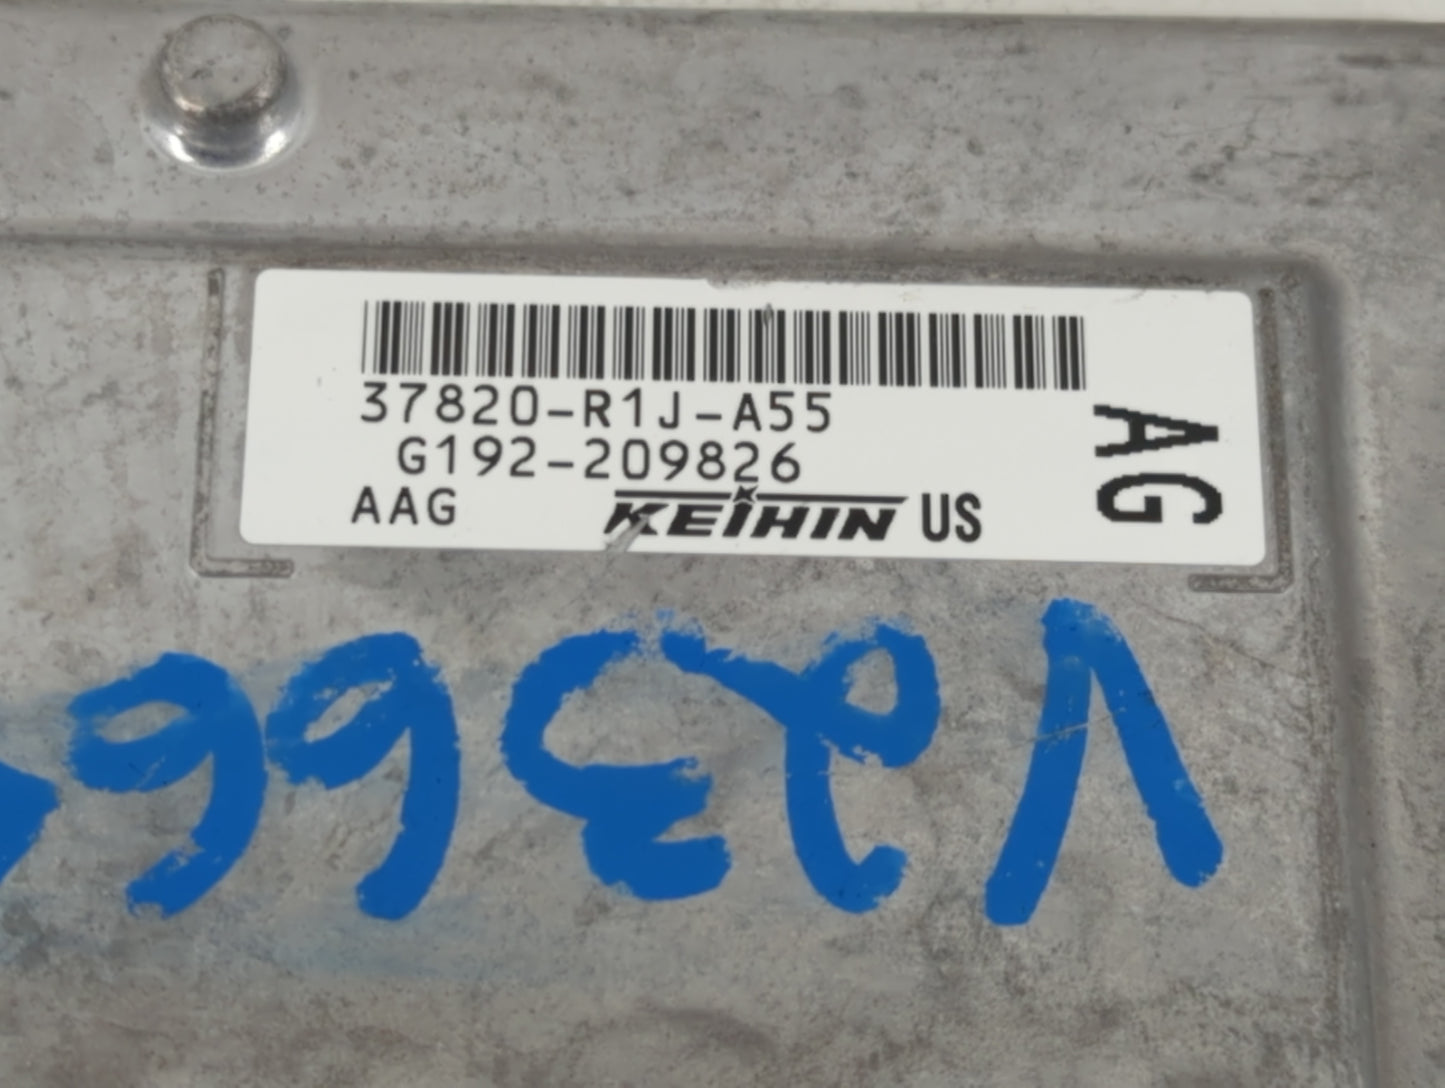 37820-R1J-A55
G192-209826
AAG KEIHIN US
AG